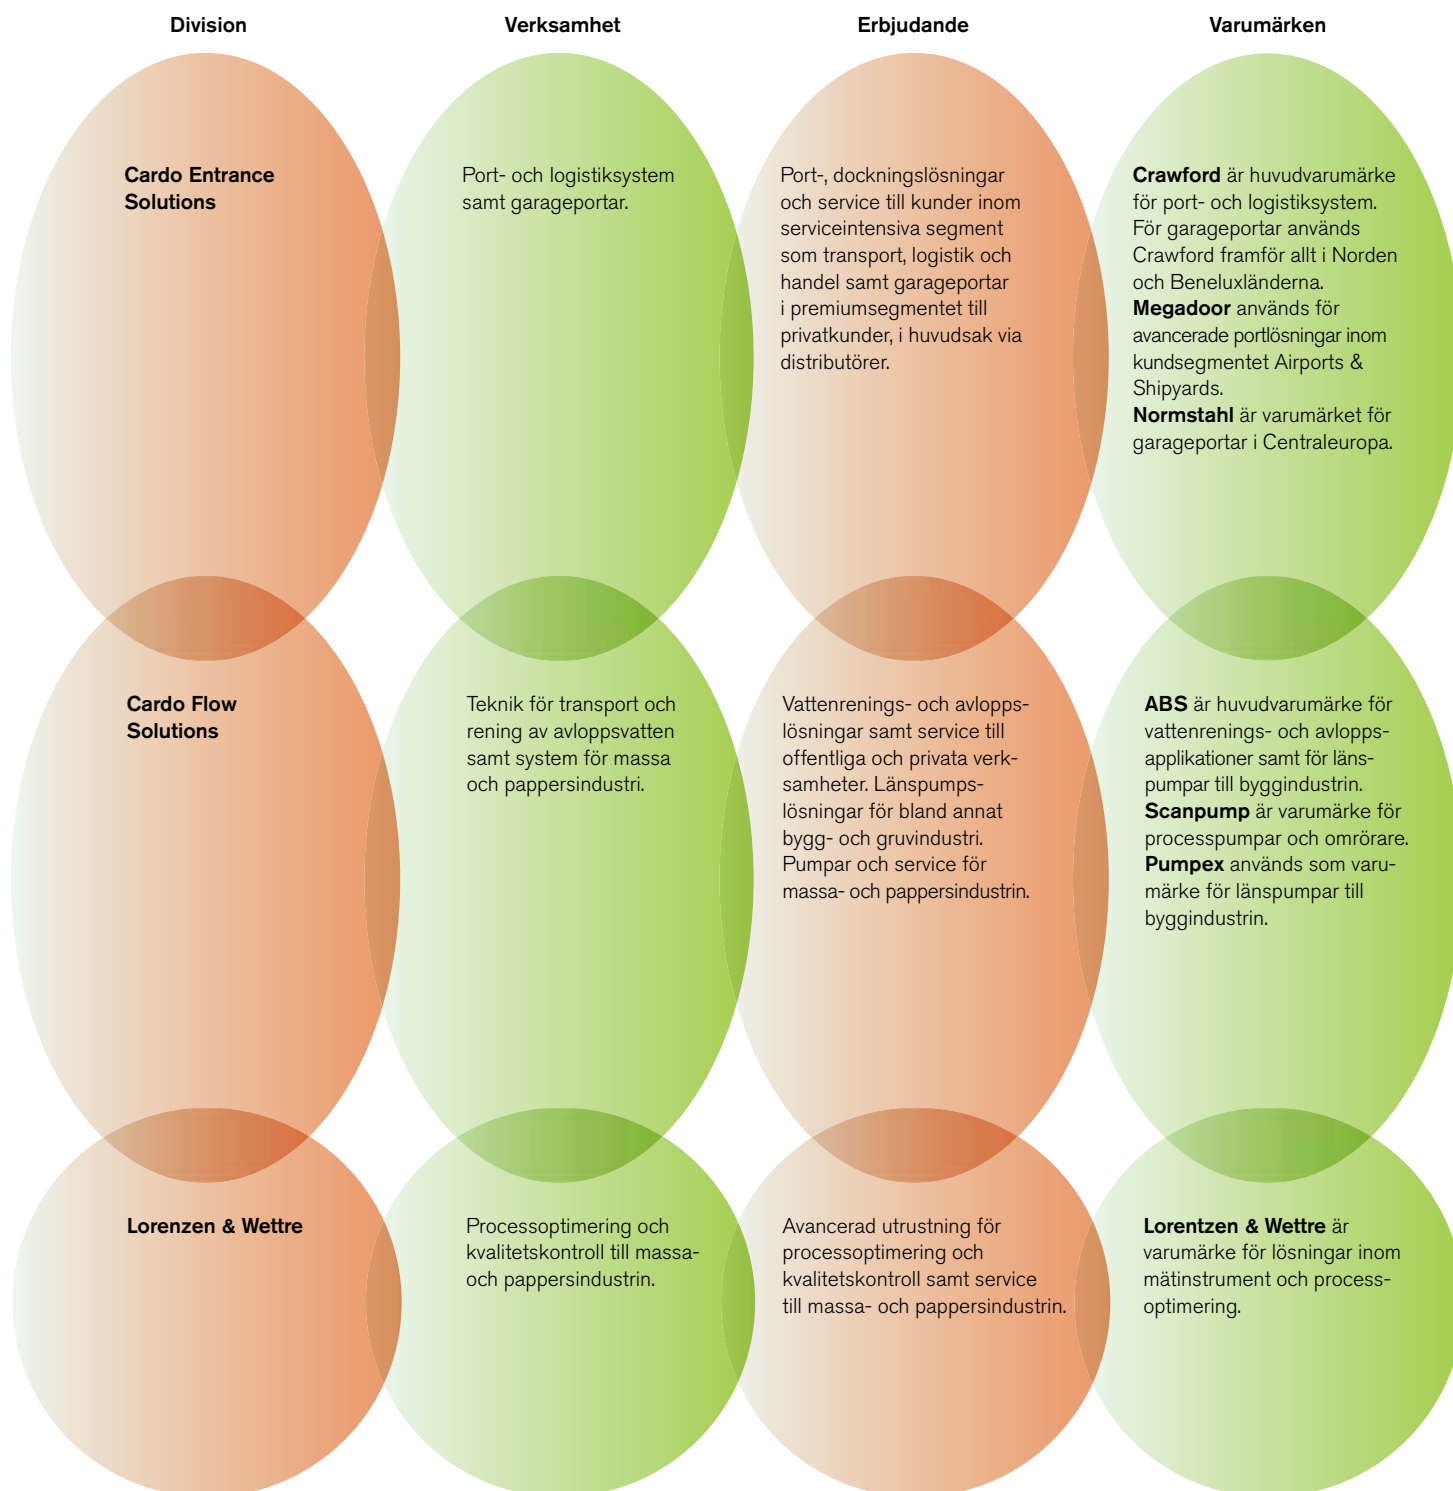 Division
Verksamhet
Erbjudande
Varumärken
Cardo Entrance
Solutions
Port- och logistiksystem
samt garageportar.
Port-, dockningslösningar
och service till kunder inom
serviceintensiva segment
som transport, logistik och
handel samt garageportar
i premiumsegmentet till
privatkunder, i huvudsak via
distributörer.
Crawford är huvudvarumärke
för port- och logistiksystem.
För garageportar används
Crawford framför allt i Norden
och Beneluxländerna.
Megadoor används för
avancerade portlösningar inom
kundsegmentet Airports &
Shipyards.
Normstahl är varumärket för
garageportar i Centraleuropa.
Cardo Flow
Solutions
Teknik för transport och
rening av avloppsvatten
samt system för massa
och pappersindustri.
Vattenrenings- och avlopps-
lösningar samt service till
offentliga och privata verk-
samheter. Länspumps-
lösningar för bland annat
bygg- och gruvindustri.
Pumpar och service för
massa- och pappersindustrin.
ABS är huvudvarumärke för
vattenrenings- och avlopps-
applikationer samt för läns-
pumpar till byggindustrin.
Scanpump är varumärke för
processpumpar och omrörare.
Pumpex används som varu-
märke för länspumpar till
byggindustrin.
Lorenzen & Wettre
Processoptimering och
kvalitetskontroll till massa-
och pappersindustrin.
Avancerad utrustning för
processoptimering och
kvalitetskontroll samt service
till massa- och pappersindustrin.
Lorentzen & Wettre är
varumärke för lösningar inom
mätinstrument och process-
optimering.